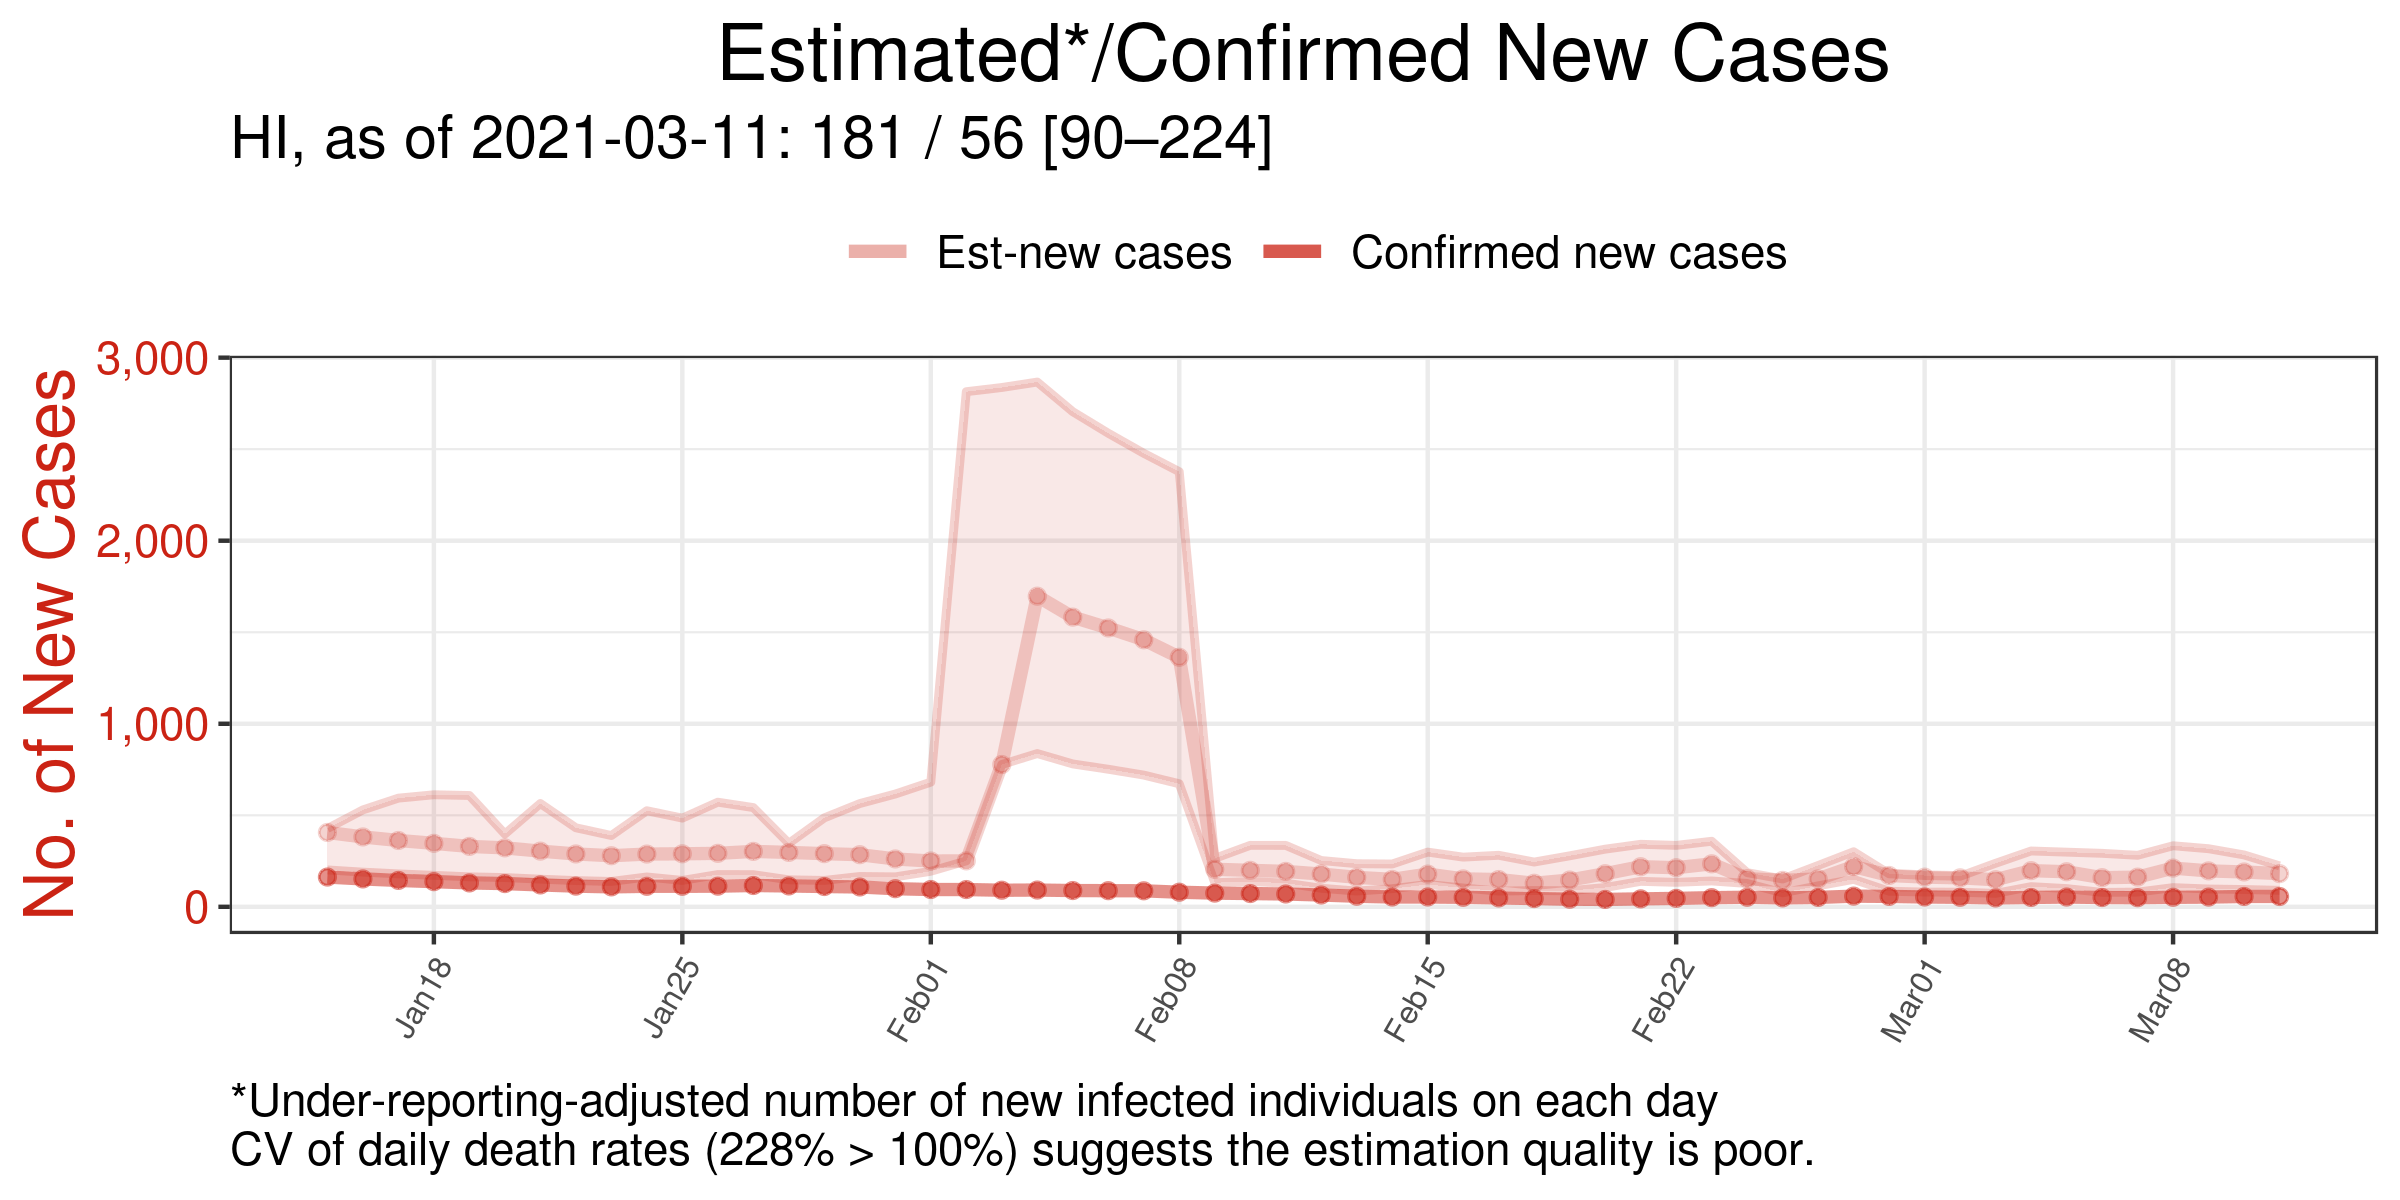 Estimated*/Confirmed New Cases
HI, as of 2021-03-11: 181 / 56 [90–224]
Est-new cases
Confirmed new cases
No. of New Cases
3,000
2,000
1,000
0
Jan18
Jan25
Feb01
Feb08
Feb15
Feb22
Mar01
Mar08
*Under-reporting-adjusted number of new infected individuals on each day
CV of daily death rates (228% > 100%) suggests the estimation quality is poor.